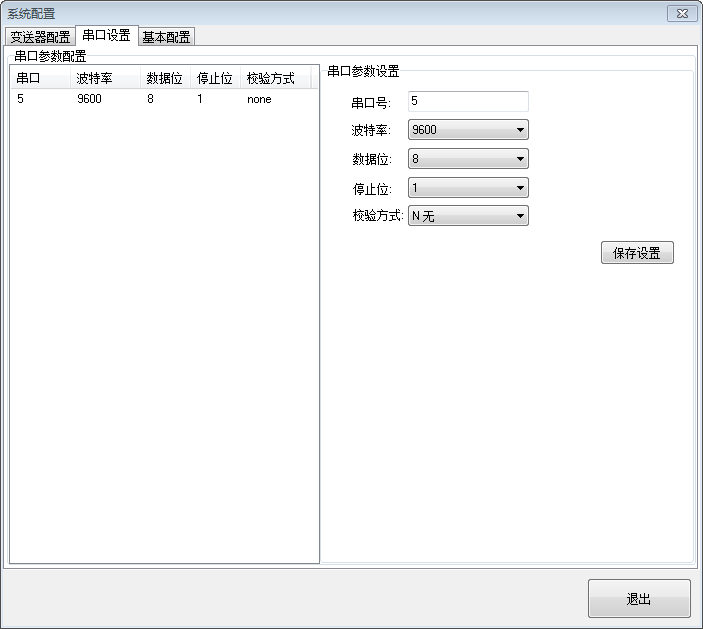 系统配置
变送器配置 串口设置 基本配置
串口参数配置
串口 波特率 数据位 停止位 校验方式
5 9600 8 1 none
串口参数设置
串口号: 5
波特率: 9600
数据位: 8
停止位: 1
校验方式: N 无
保存设置
退出